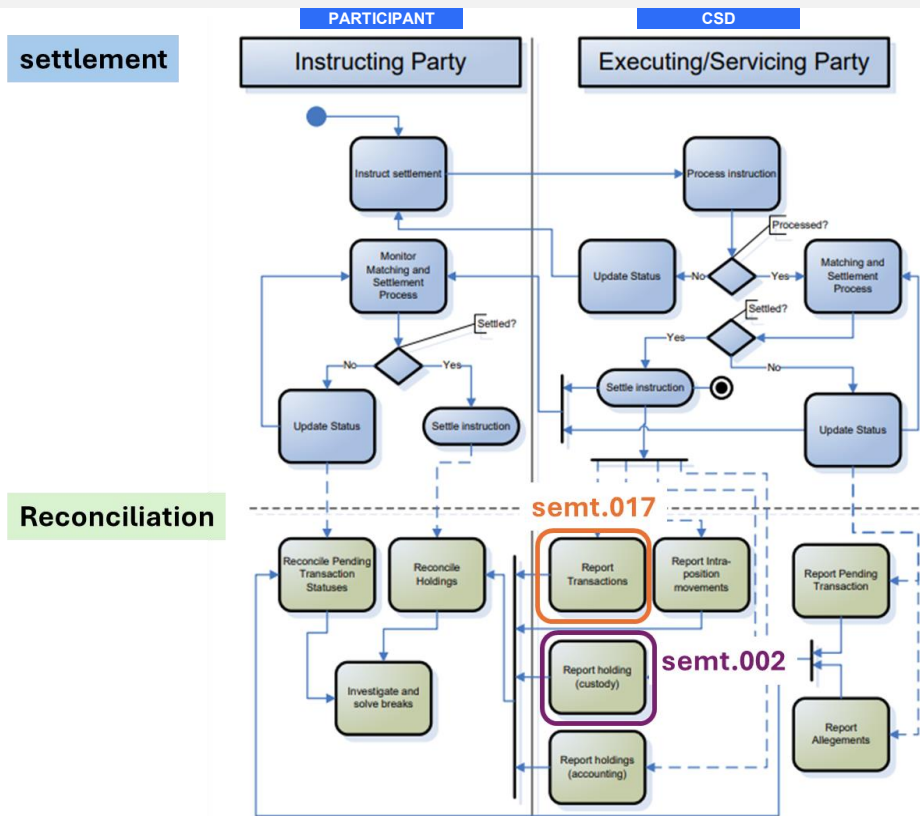 PARTICIPANT
CSD
settlement
Instructing Party
Executing/Servicing Party
Instruct settlement
Process instruction
Processed?
Monitor
Matching and
Settlement
Process
Update Status
No
Yes
Matching and
Settlement
Process
Settled?
Settled?
Yes
No
No
Yes
Settle instruction
Update Status
Settle instruction
Update Status
Reconciliation
semt.017
Reconcile Pending
Transaction
Statuses
Reconcile
Holdings
Report
Transactions
Report Intra-
position
movements
Report Pending
Transaction
semt.002
Report holding
(custody)
Investigate and
solve breaks
Report
Allegements
Report holdings
(accounting)